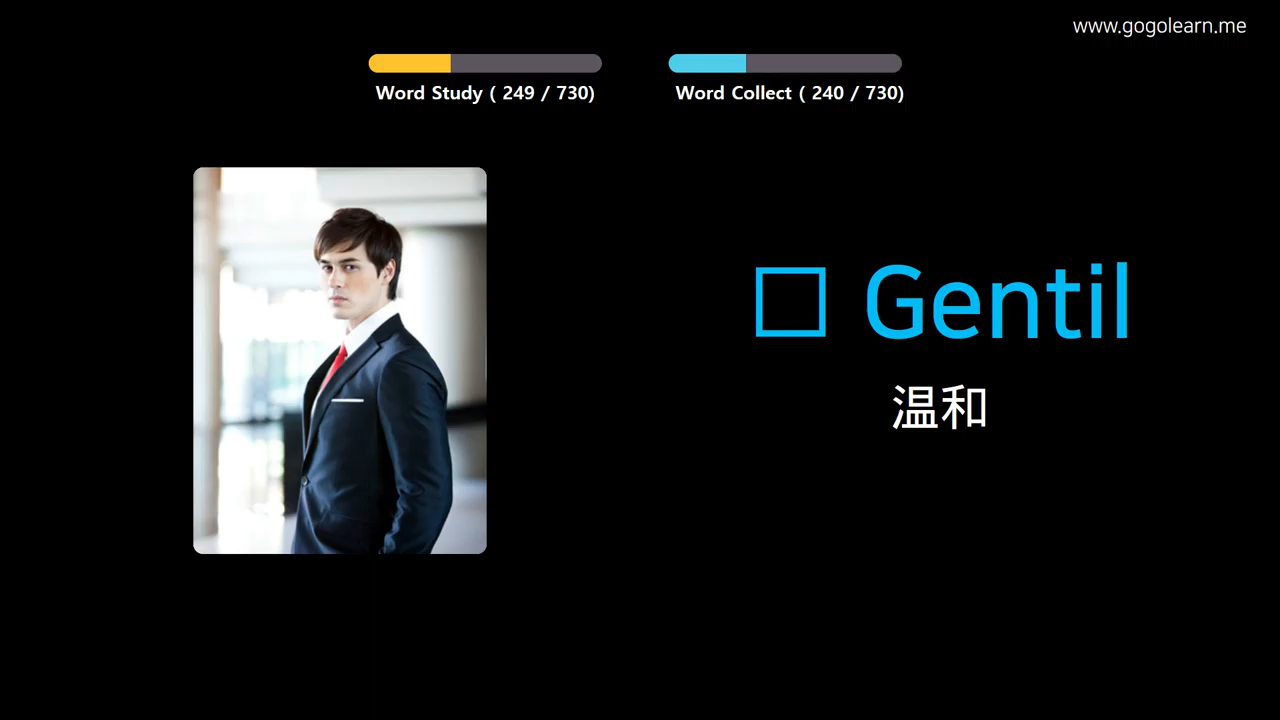 www.gogolearn.me
Word Study ( 249 / 730)
Word Collect ( 240 / 730)
□ Gentil
温和